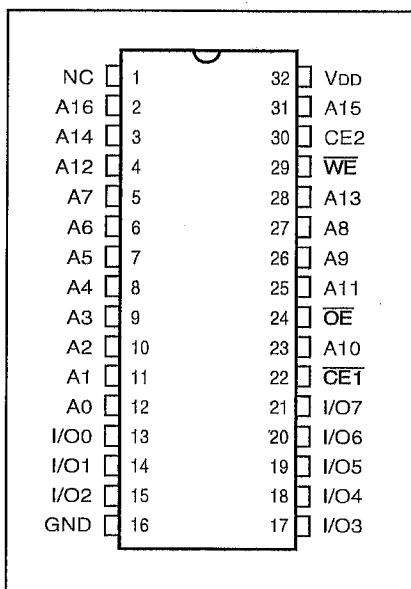 NC 1 32 VDD
A16 2 31 A15
A14 3 30 CE2
A12 4 29 W̅E̅
A7 5 28 A13
A6 6 27 A8
A5 7 26 A9
A4 8 25 A11
A3 9 24 O̅E̅
A2 10 23 A10
A1 11 22 C̅E̅1̅
A0 12 21 I/O7
I/O0 13 20 I/O6
I/O1 14 19 I/O5
I/O2 15 18 I/O4
GND 16 17 I/O3